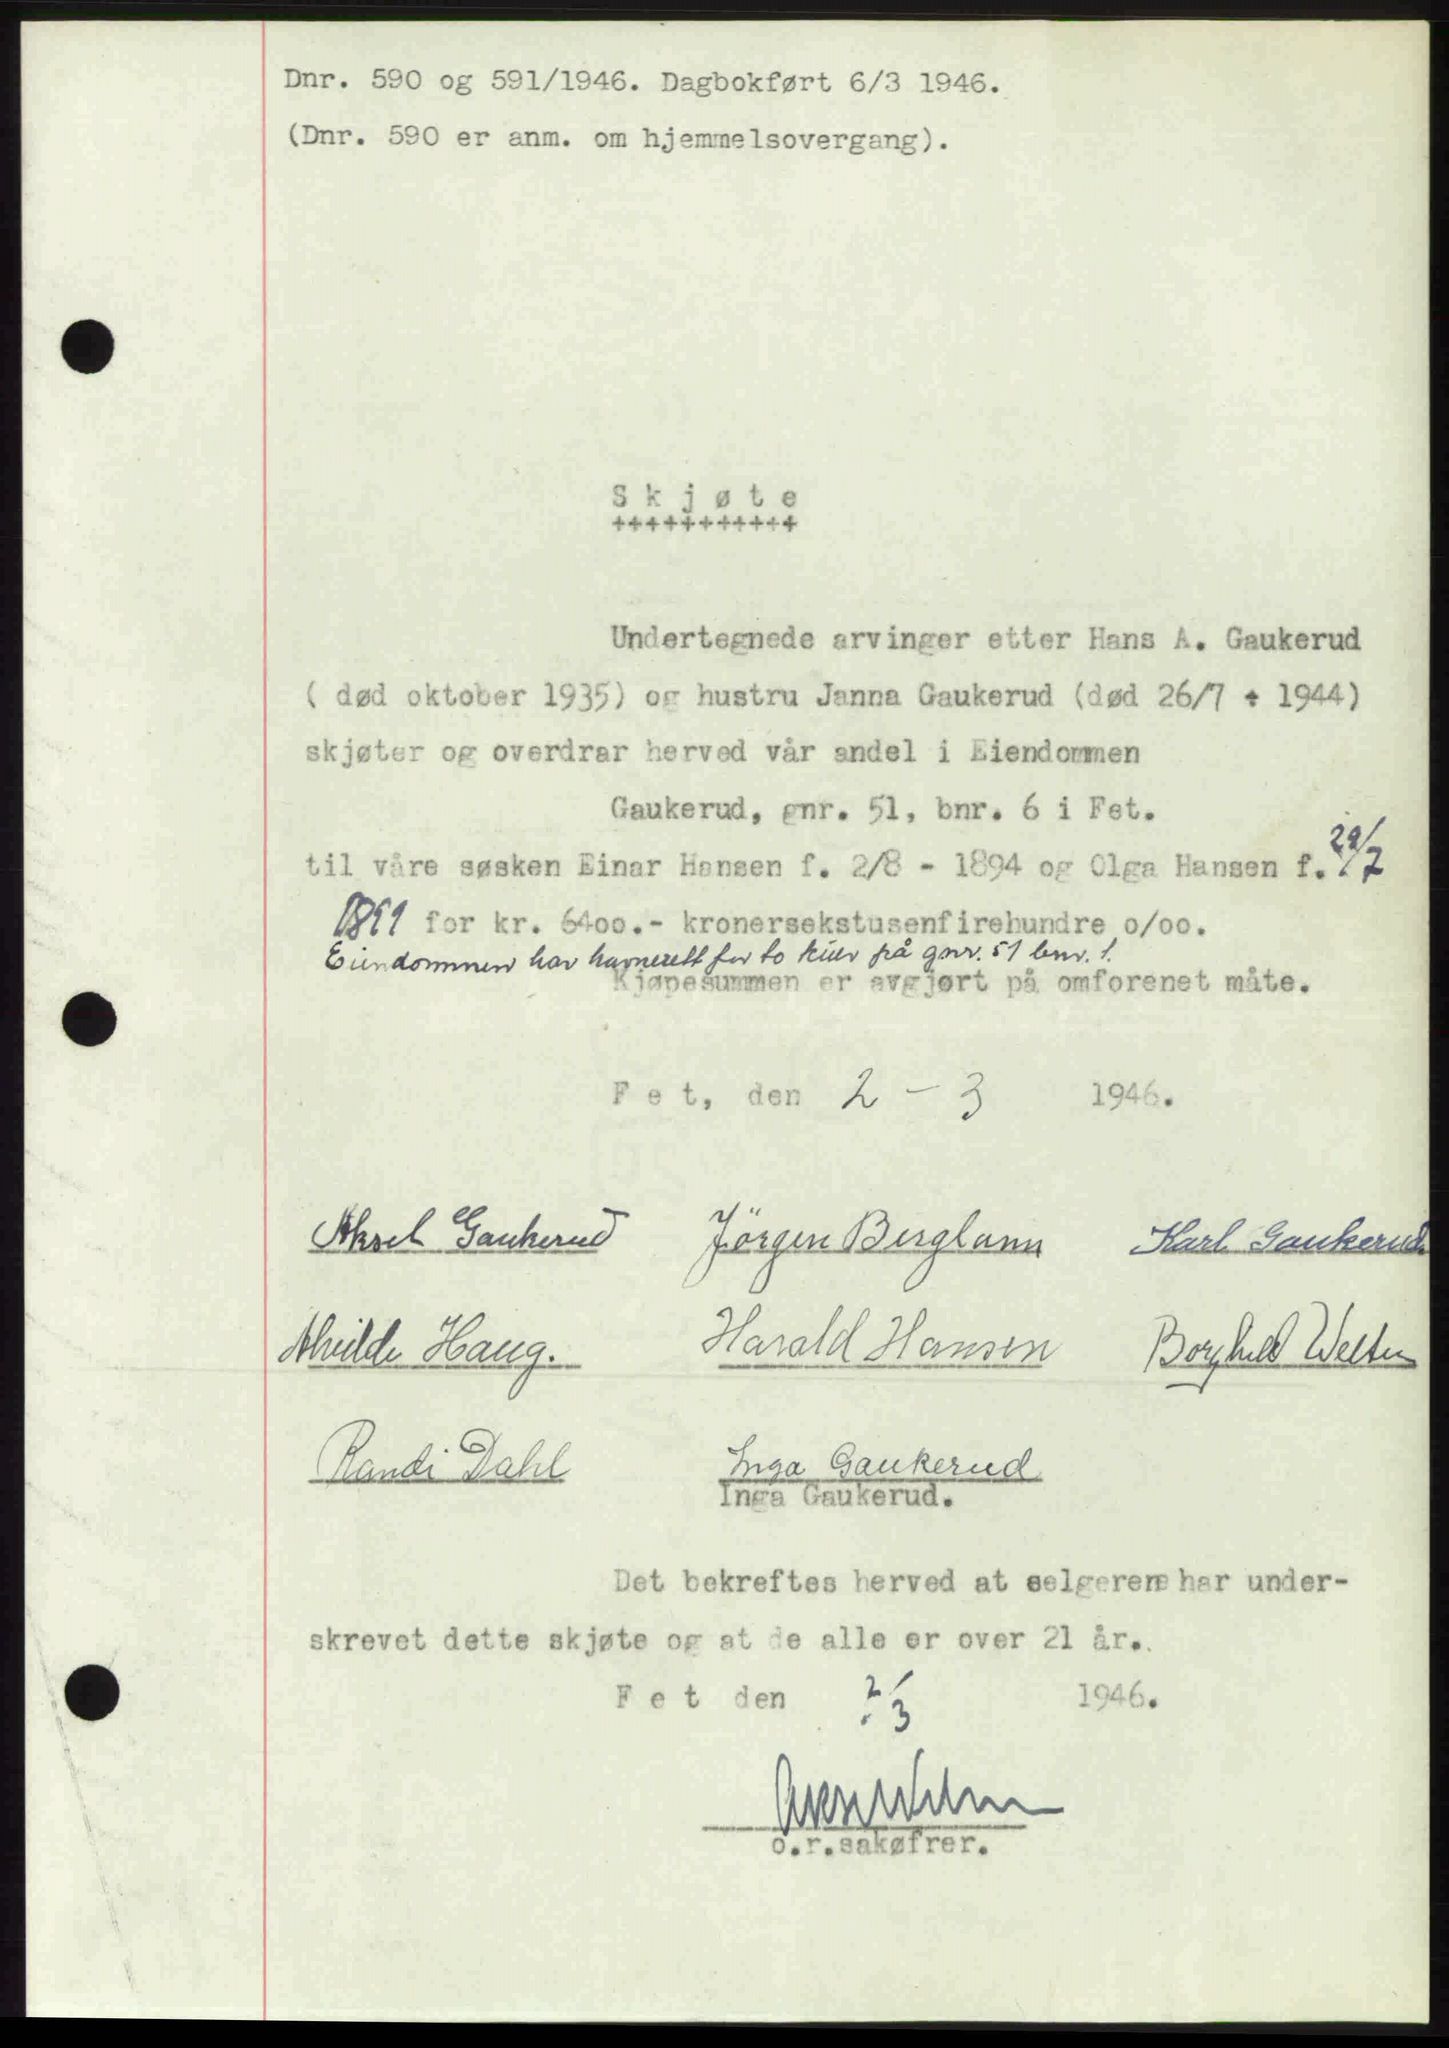 Dnr. 590 og 591/1946. Dagbokført 6/3 1946.
(Dnr. 590 er anm. om hjemmelsovergang).
S k j ø t e
+++++++++++
Undertegnede arvinger etter Hans A. Gaukerud
( død oktober 1935) og hustru Janna Gaukerud (død 26/7 + 1944)
skjøter og overdrar herved vår andel i Eiendommen
Gaukerud, gnr. 51, bnr. 6 i Fet.
til våre søsken Einar Hansen f. 2/8 - 1894 og Olga Hansen f. 29/7
for kr. 6400.- kronersekstusenfirehundre o/oo.
Eiendommen har havnerett for to kuer på gnr. 51 bnr. 1.
Kjøpesummen er avgjørt på omforenet måte.
F e t, den 2 - 3 1946.
Aksel Gaukerud Jörgen Berglann Karl Gaukerud
Alvilde Haug. Harald Hansen Borghild Welten
Randi Dahl Inga Gaukerud
Inga Gaukerud.
Det bekreftes herved at selgerene har under-
skrevet dette skjøte og at de alle er over 21 år.
F e t den 2/3 1946.
o.r.sakøfrer.